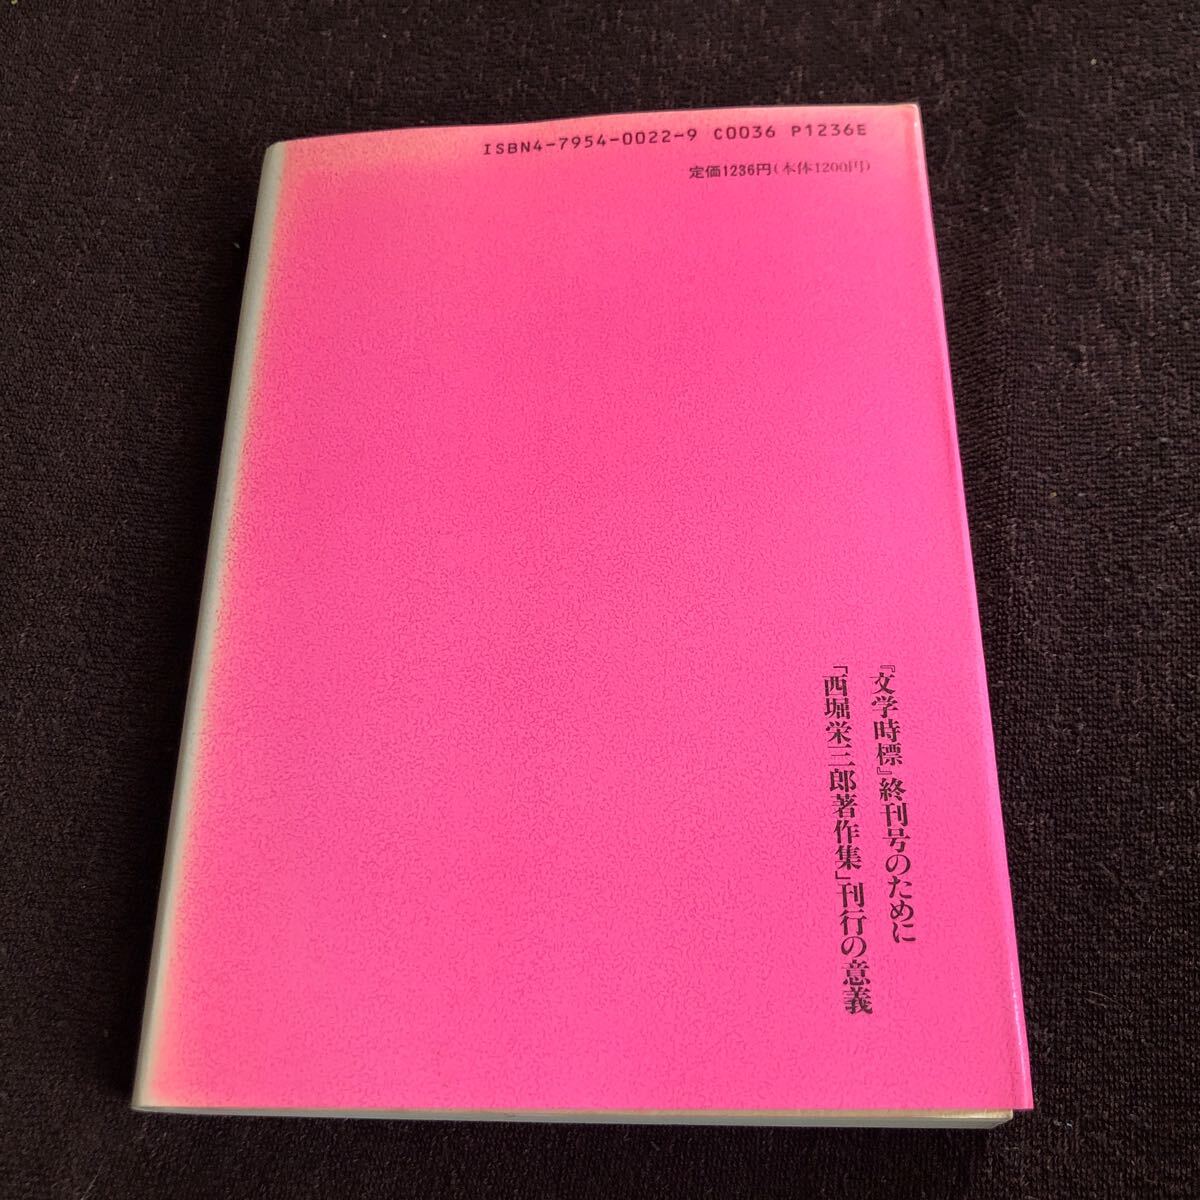 ISBN4-7954-0022-9 C0036 P1236E
定価1236円(本体1200円)
『文学時標』終刊号のために
「西堀栄三郎著作集」刊行の意義